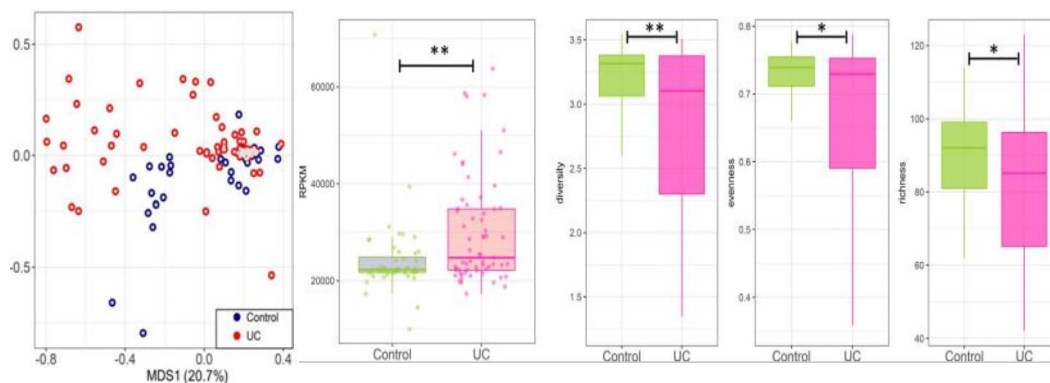 0.5
0.0
-0.5
-0.8
-0.4
0.0
0.4
MDS1 (20.7%)
Control
UC
RPKM
60000
40000
20000
**
Control
UC
diversity
3.5
3.0
2.5
2.0
1.5
**
Control
UC
evenness
0.7
0.6
0.5
0.4
*
Control
UC
richness
120
100
80
60
40
*
Control
UC